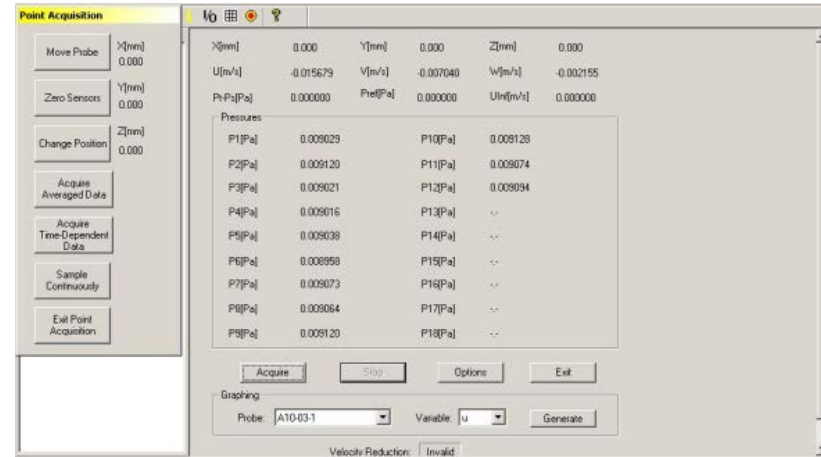 Point Acquisition
I/O ?
Move Probe X[mm] 0.000
Zero Sensors Y[mm] 0.000
Change Position Z[mm] 0.000
Acquire
Averaged Data
Acquire
Time-Dependent
Data
Sample
Continuously
Exit Point
Acquisition
X[mm] 0.000 Y[mm] 0.000 Z[mm] 0.000
U[m/s] -0.015679 V[m/s] -0.007040 W[m/s] -0.002155
Pt-Ps[Pa] 0.000000 Pref[Pa] 0.000000 UInf[m/s] 0.000000
Pressures
P1[Pa] 0.009029 P10[Pa] 0.009128
P2[Pa] 0.009120 P11[Pa] 0.009074
P3[Pa] 0.009021 P12[Pa] 0.009094
P4[Pa] 0.009016 P13[Pa] -.-
P5[Pa] 0.009038 P14[Pa] -.-
P6[Pa] 0.008958 P15[Pa] -.-
P7[Pa] 0.009073 P16[Pa] -.-
P8[Pa] 0.009064 P17[Pa] -.-
P9[Pa] 0.009120 P18[Pa] -.-
Acquire Stop Options Exit
Graphing
Probe: A10-03-1 Variable: u Generate
Velocity Reduction: Invalid